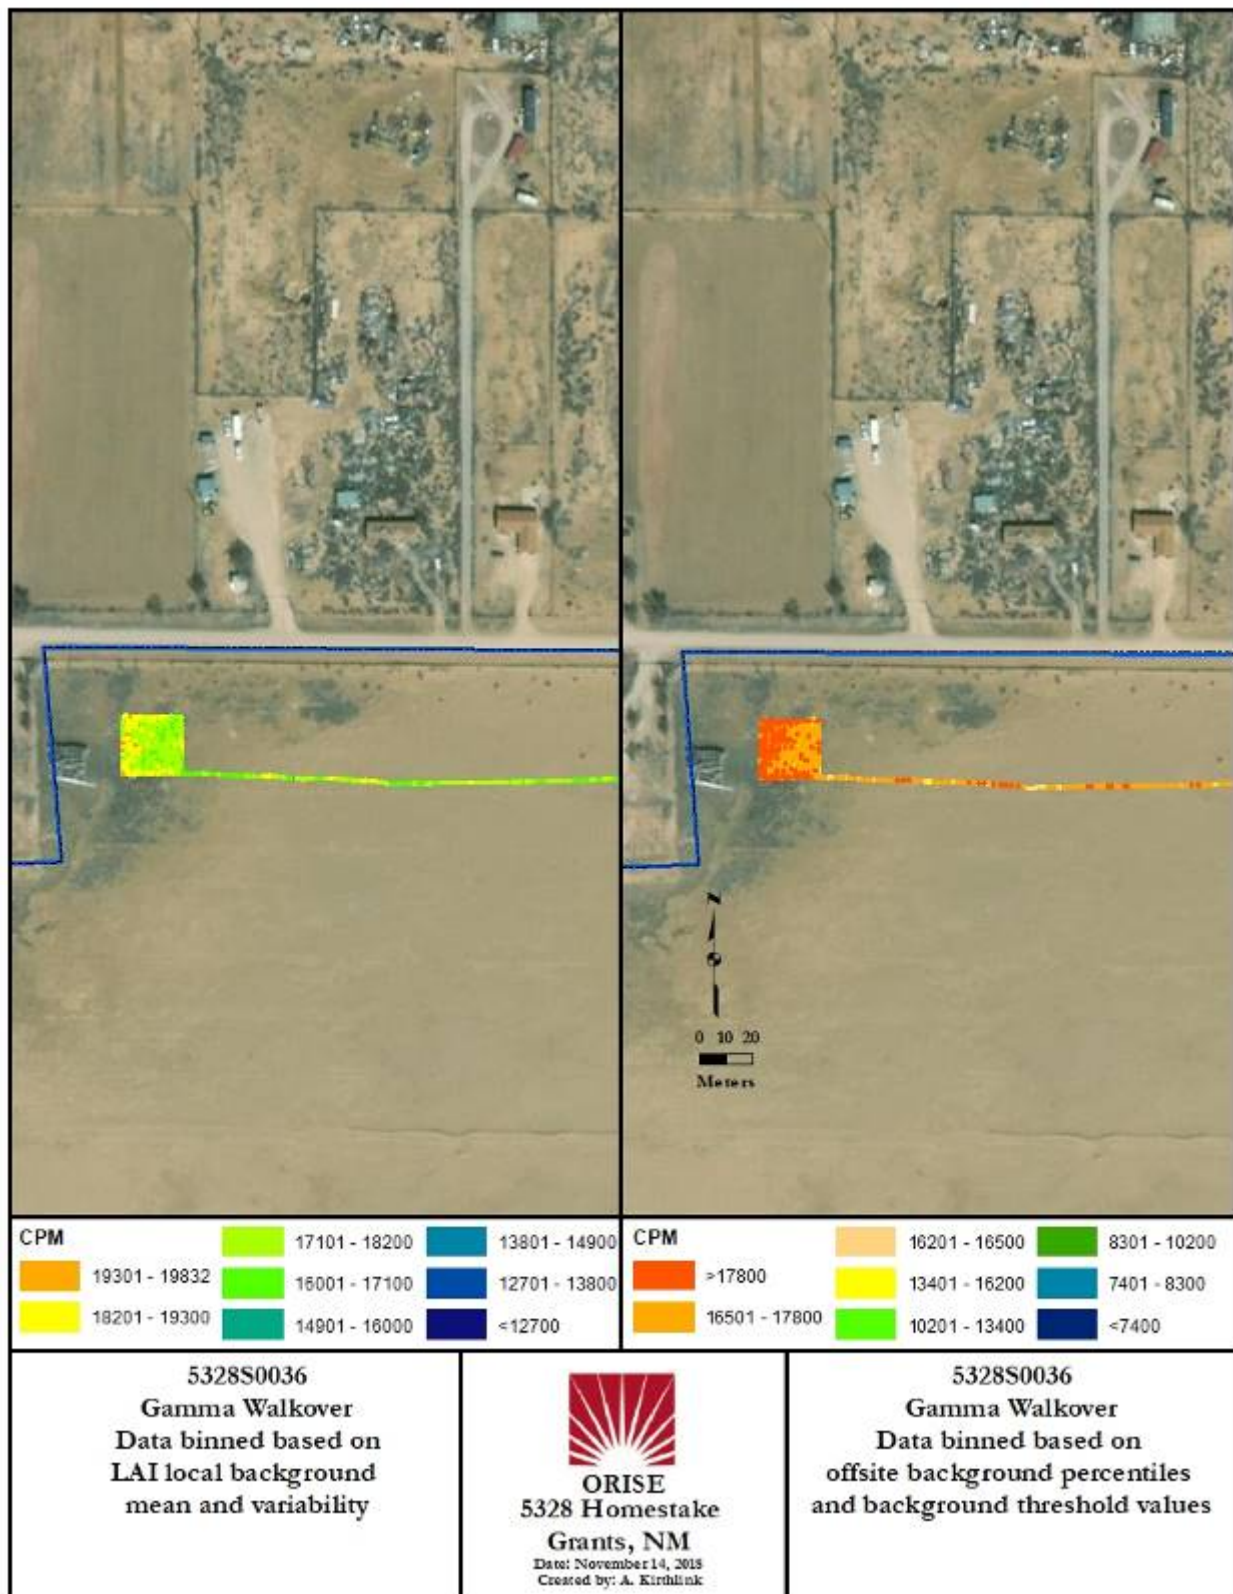 N
0 10 20
Meters
CPM
19301 - 19832
18201 - 19300
17101 - 18200
16001 - 17100
14901 - 16000
13801 - 14900
12701 - 13800
<12700
CPM
>17800
16501 - 17800
16201 - 16500
13401 - 16200
10201 - 13400
8301 - 10200
7401 - 8300
<7400
5328S0036
Gamma Walkover
Data binned based on
LAI local background
mean and variability
ORISE
5328 Homestake
Grants, NM
Date: November 14, 2018
Created by: A. Kirthlink
5328S0036
Gamma Walkover
Data binned based on
offsite background percentiles
and background threshold values